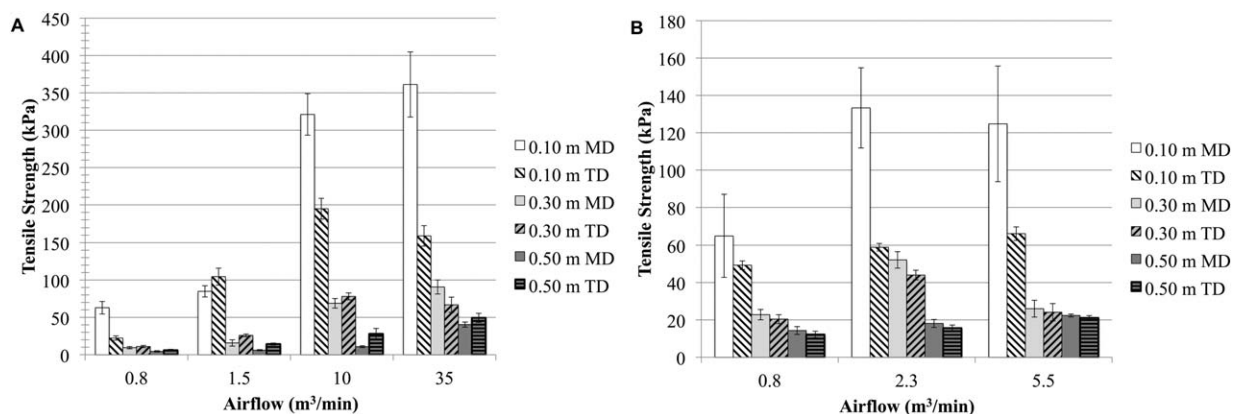 A
Tensile Strength (kPa)
450
400
350
300
250
200
150
100
50
0
0.8 1.5 10 35
Airflow (m³/min)
0.10 m MD
0.10 m TD
0.30 m MD
0.30 m TD
0.50 m MD
0.50 m TD
B
Tensile Strength (kPa)
180
160
140
120
100
80
60
40
20
0
0.8 2.3 5.5
Airflow (m³/min)
0.10 m MD
0.10 m TD
0.30 m MD
0.30 m TD
0.50 m MD
0.50 m TD